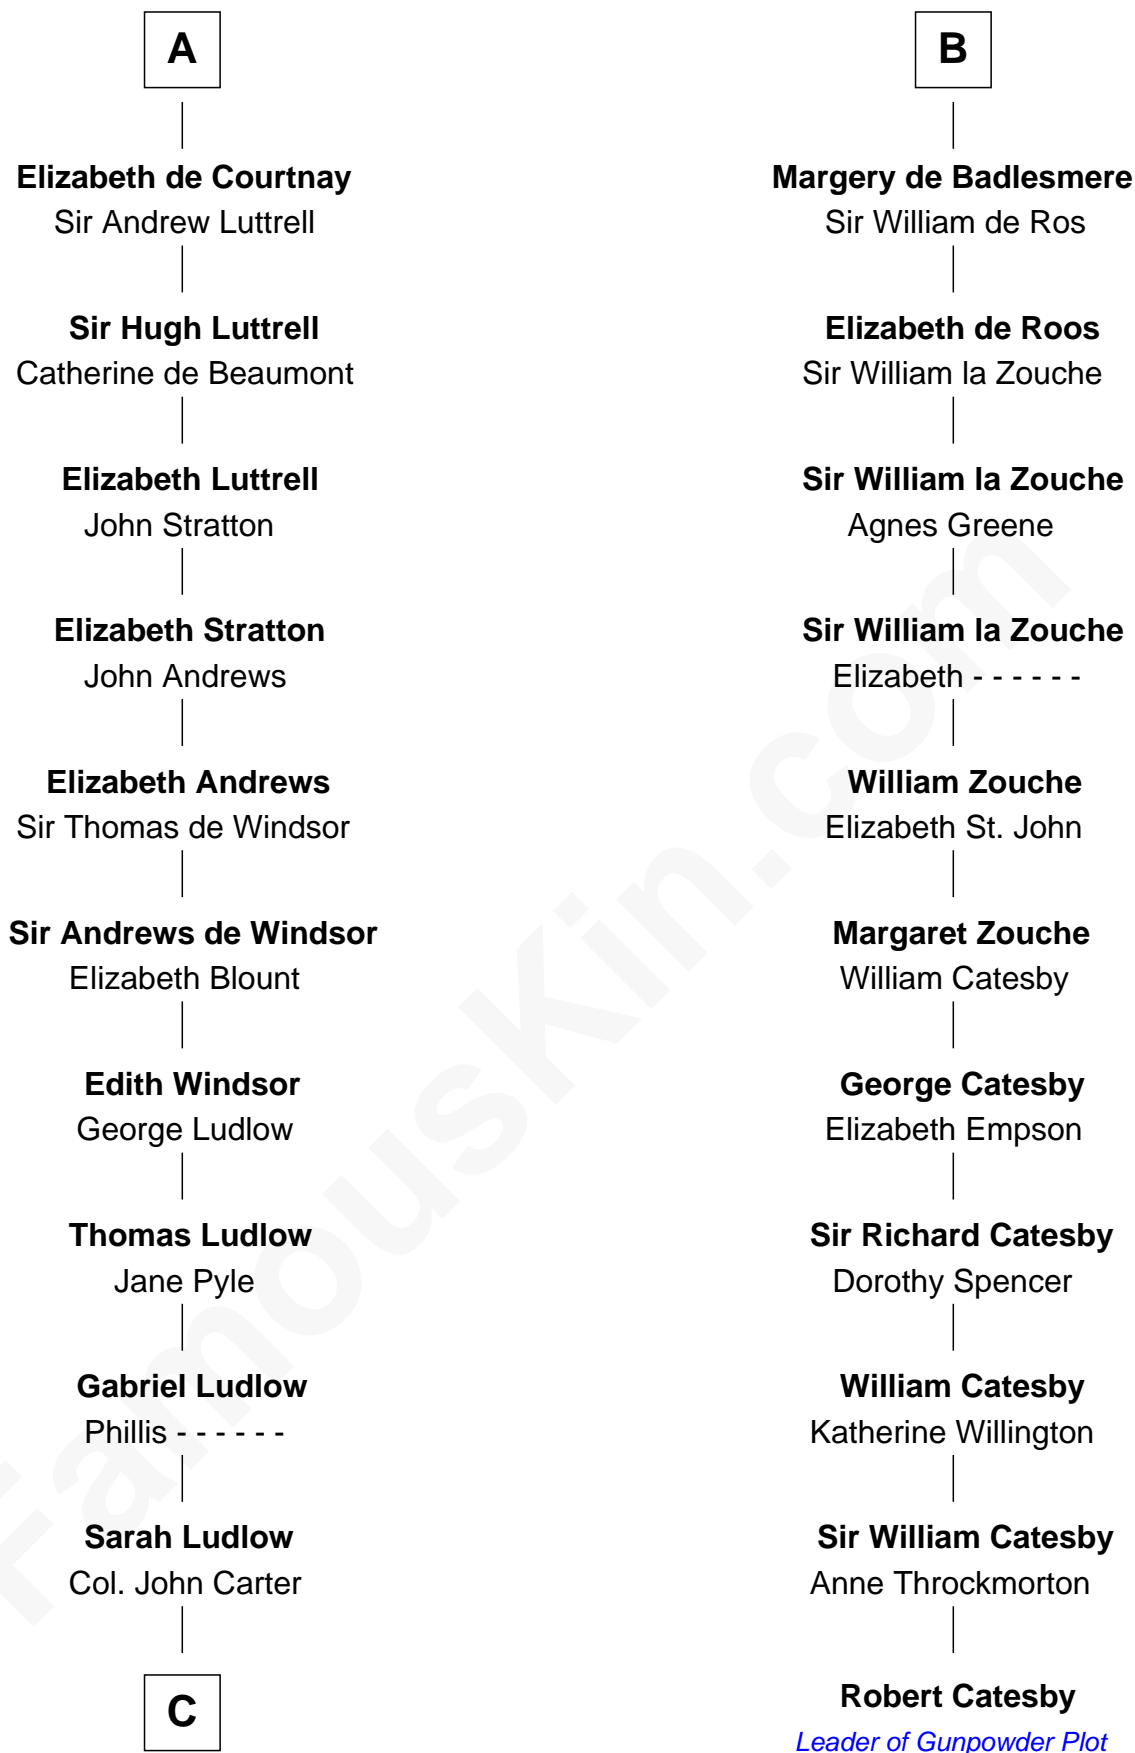 A
Elizabeth de Courtnay
Sir Andrew Luttrell
Sir Hugh Luttrell
Catherine de Beaumont
Elizabeth Luttrell
John Stratton
Elizabeth Stratton
John Andrews
Elizabeth Andrews
Sir Thomas de Windsor
Sir Andrews de Windsor
Elizabeth Blount
Edith Windsor
George Ludlow
Thomas Ludlow
Jane Pyle
Gabriel Ludlow
Phillis - - - - - -
Sarah Ludlow
Col. John Carter
C
B
Margery de Badlesmere
Sir William de Ros
Elizabeth de Roos
Sir William la Zouche
Sir William la Zouche
Agnes Greene
Sir William la Zouche
Elizabeth - - - - - -
William Zouche
Elizabeth St. John
Margaret Zouche
William Catesby
George Catesby
Elizabeth Empson
Sir Richard Catesby
Dorothy Spencer
William Catesby
Katherine Willington
Sir William Catesby
Anne Throckmorton
Robert Catesby
Leader of Gunpowder Plot
FamousKin.com